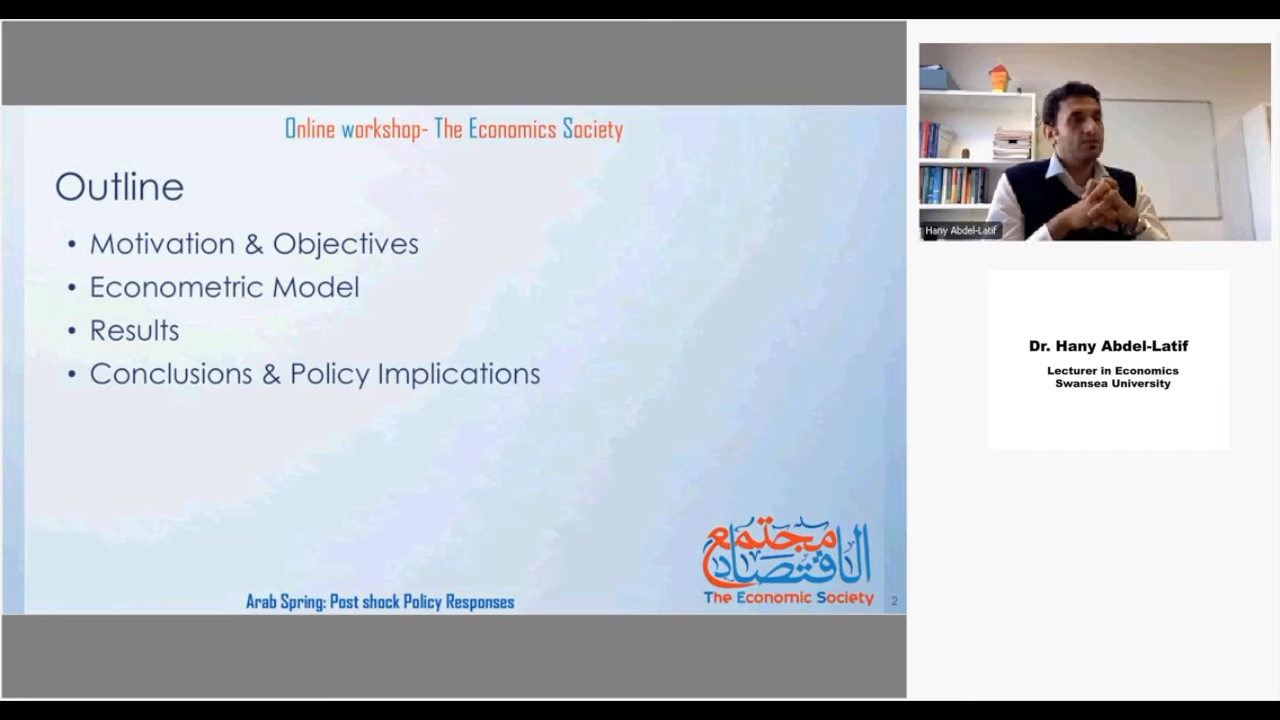 Online workshop- The Economics Society
Outline
• Motivation & Objectives
• Econometric Model
• Results
• Conclusions & Policy Implications
مجتمع
الاقتصاد
The Economic Society
Arab Spring: Post shock Policy Responses
2
Hany Abdel-Latif
Dr. Hany Abdel-Latif
Lecturer in Economics
Swansea University